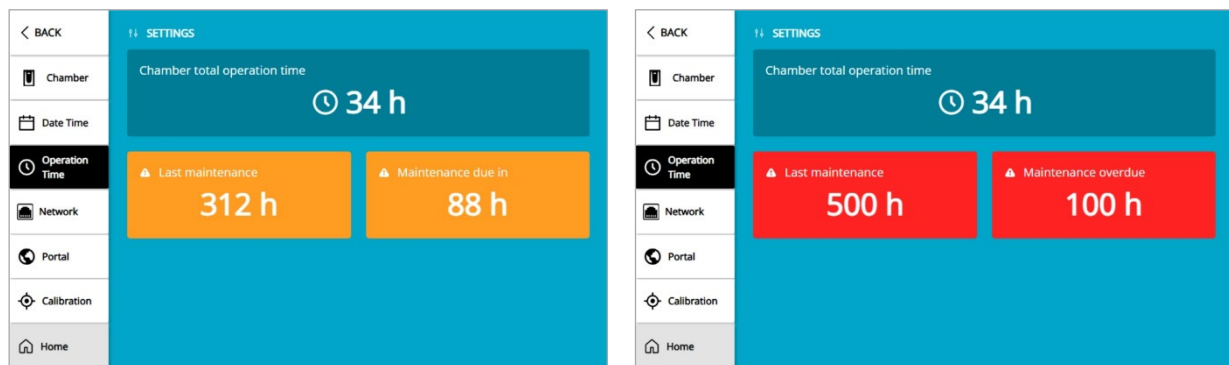 BACK
SETTINGS
Chamber
Chamber total operation time
34 h
Date Time
Operation
Time
Last maintenance
Maintenance due in
312 h
88 h
Network
Portal
Calibration
Home
BACK
SETTINGS
Chamber
Chamber total operation time
34 h
Date Time
Operation
Time
Last maintenance
Maintenance overdue
500 h
100 h
Network
Portal
Calibration
Home